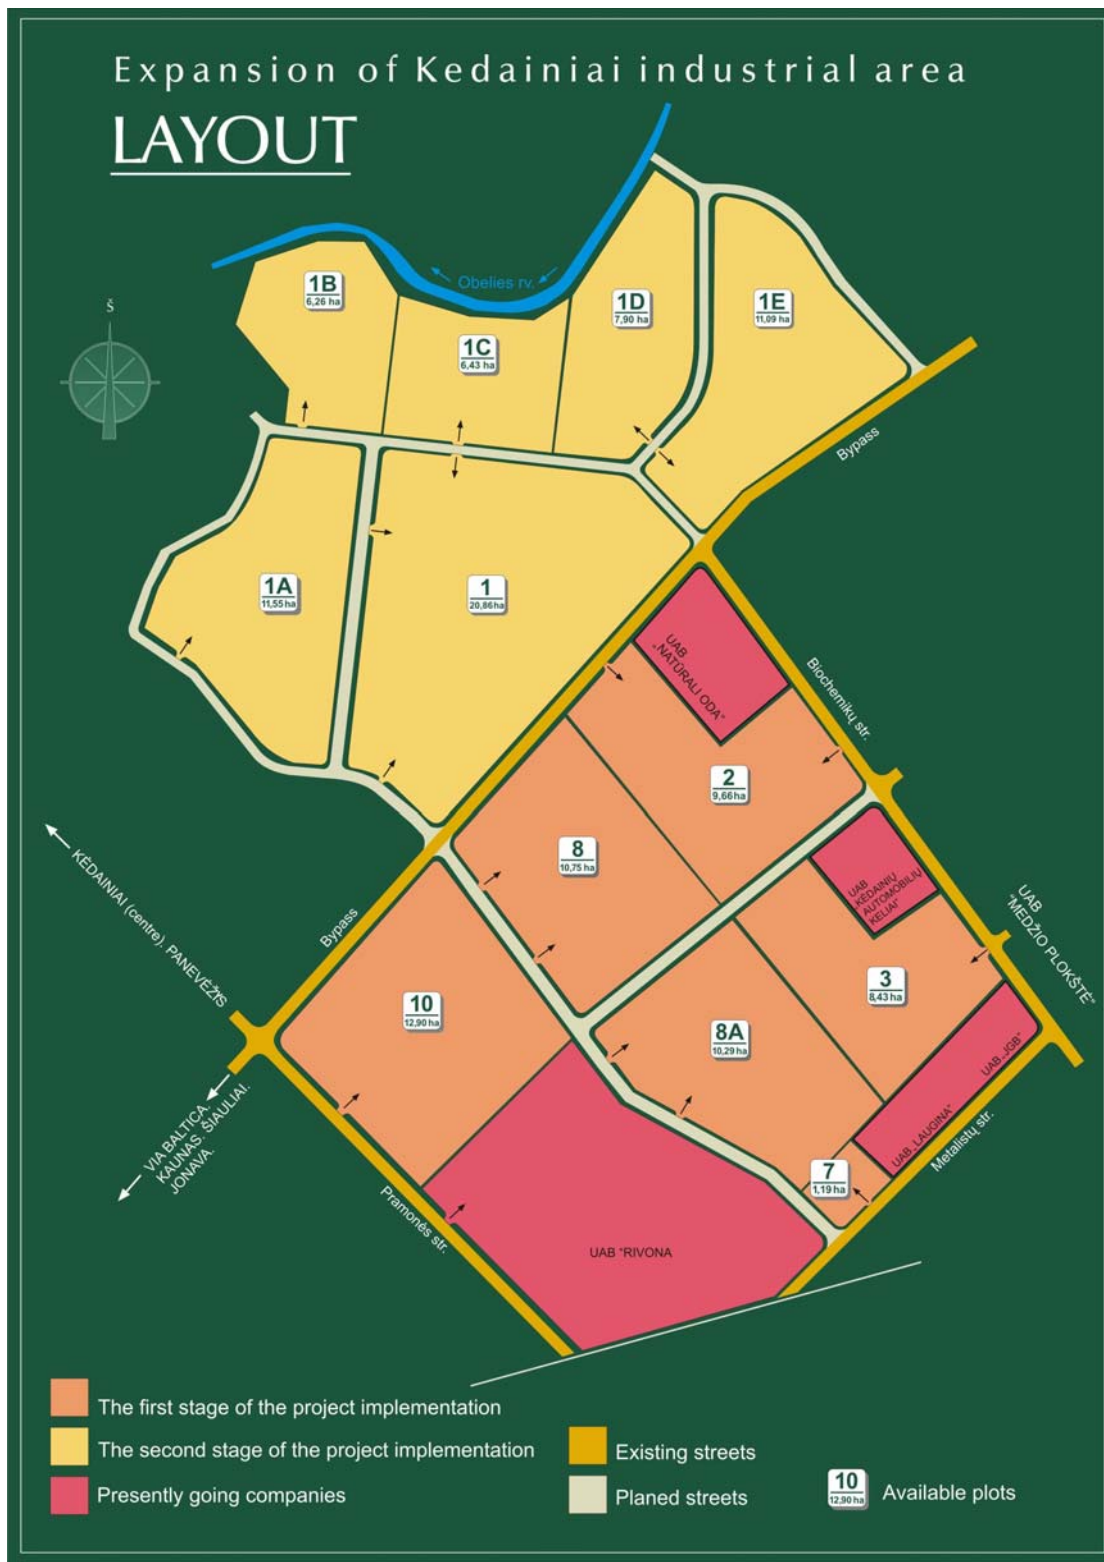 Expansion of Kedainiai industrial area
LAYOUT
Š
Obelies rv.
1B
6,26 ha
1C
6,43 ha
1D
7,90 ha
1E
11,09 ha
Bypass
1A
11,55 ha
1
20,86 ha
UAB
„NATŪRALI ODA“
Biochemikų str.
2
9,66 ha
8
10,75 ha
UAB
„KĖDAINIŲ
AUTOMOBILIŲ
KELIAI“
UAB
"MEDŽIO PLOKŠTĖ"
KĖDAINIAI (centre). PANEVĖŽIS
Bypass
10
12,90 ha
3
8,43 ha
8A
10,29 ha
UAB „JGB“
UAB „LAUGINA“
Metalistų str.
VIA BALTICA.
KAUNAS. ŠIAULIAI.
JONAVA.
7
1,19 ha
Pramonės str.
UAB "RIVONA
The first stage of the project implementation
The second stage of the project implementation
Presently going companies
Existing streets
Planed streets
10
12,90 ha
Available plots